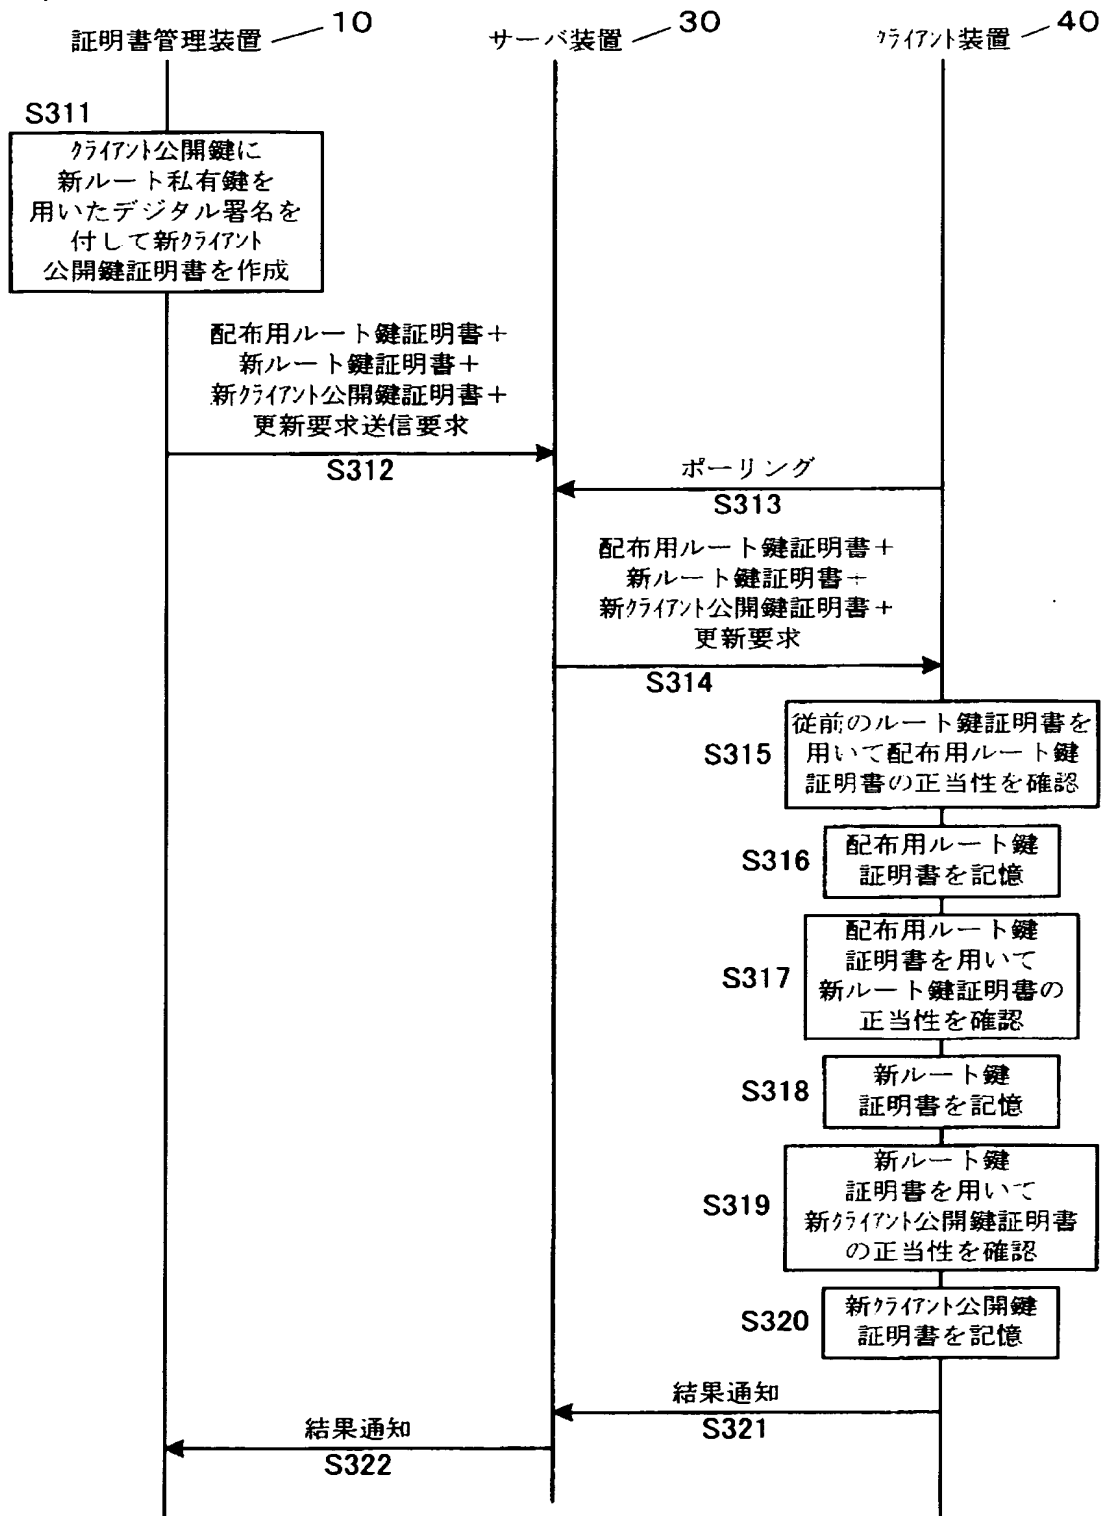 証明書管理装置 10
サーバ装置 30
クライアント装置 40
S311
クライアント公開鍵に
新ルート私有鍵を
用いたデジタル署名を
付して新クライアント
公開鍵証明書を作成
配布用ルート鍵証明書+
新ルート鍵証明書+
新クライアント公開鍵証明書+
更新要求送信要求
S312
ポーリング
S313
配布用ルート鍵証明書+
新ルート鍵証明書+
新クライアント公開鍵証明書+
更新要求
S314
S315
従前のルート鍵証明書を
用いて配布用ルート鍵
証明書の正当性を確認
S316
配布用ルート鍵
証明書を記憶
S317
配布用ルート鍵
証明書を用いて
新ルート鍵証明書の
正当性を確認
S318
新ルート鍵
証明書を記憶
S319
新ルート鍵
証明書を用いて
新クライアント公開鍵証明書
の正当性を確認
S320
新クライアント公開鍵
証明書を記憶
結果通知
S321
結果通知
S322